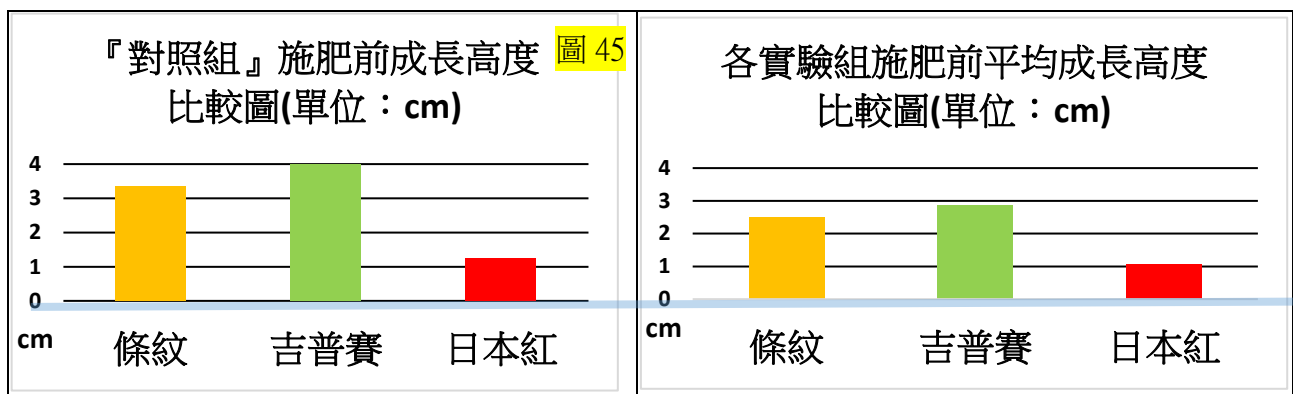 『對照組』施肥前成長高度
比較圖(單位：cm)
圖 45
4
3
2
1
0
cm
條紋
吉普賽
日本紅
各實驗組施肥前平均成長高度
比較圖(單位：cm)
4
3
2
1
0
cm
條紋
吉普賽
日本紅